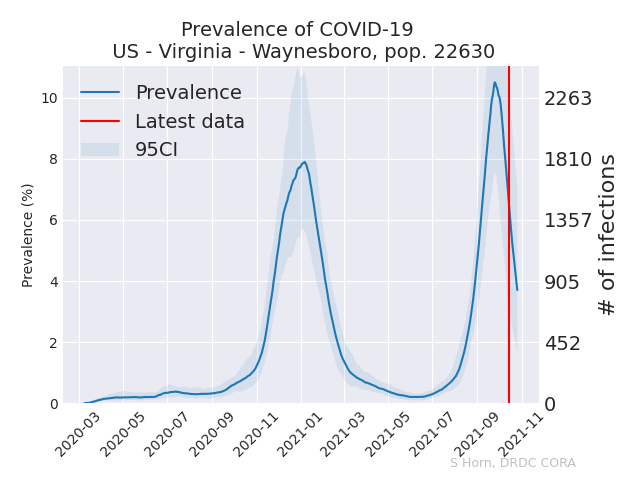 Prevalence of COVID-19
US - Virginia - Waynesboro, pop. 22630
Prevalence
Latest data
95CI
Prevalence (%)
10
8
6
4
2
0
2263
1810
1357
905
452
0
# of infections
2020-03
2020-05
2020-07
2020-09
2020-11
2021-01
2021-03
2021-05
2021-07
2021-09
2021-11
S Horn, DRDC CORA